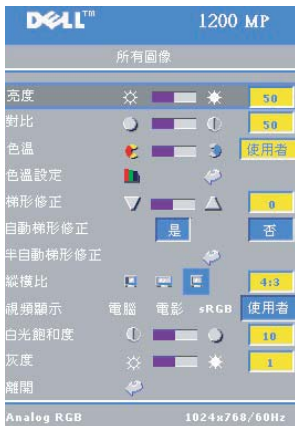 DELL™ 1200 MP
所有圖像
亮度 50
對比 50
色溫 使用者
色溫設定
梯形修正 0
自動梯形修正 是 否
半自動梯形修正
縱橫比 4:3
視頻顯示 電腦 電影 sRGB 使用者
白光飽和度 10
灰度 1
離開
Analog RGB 1024x768/60Hz